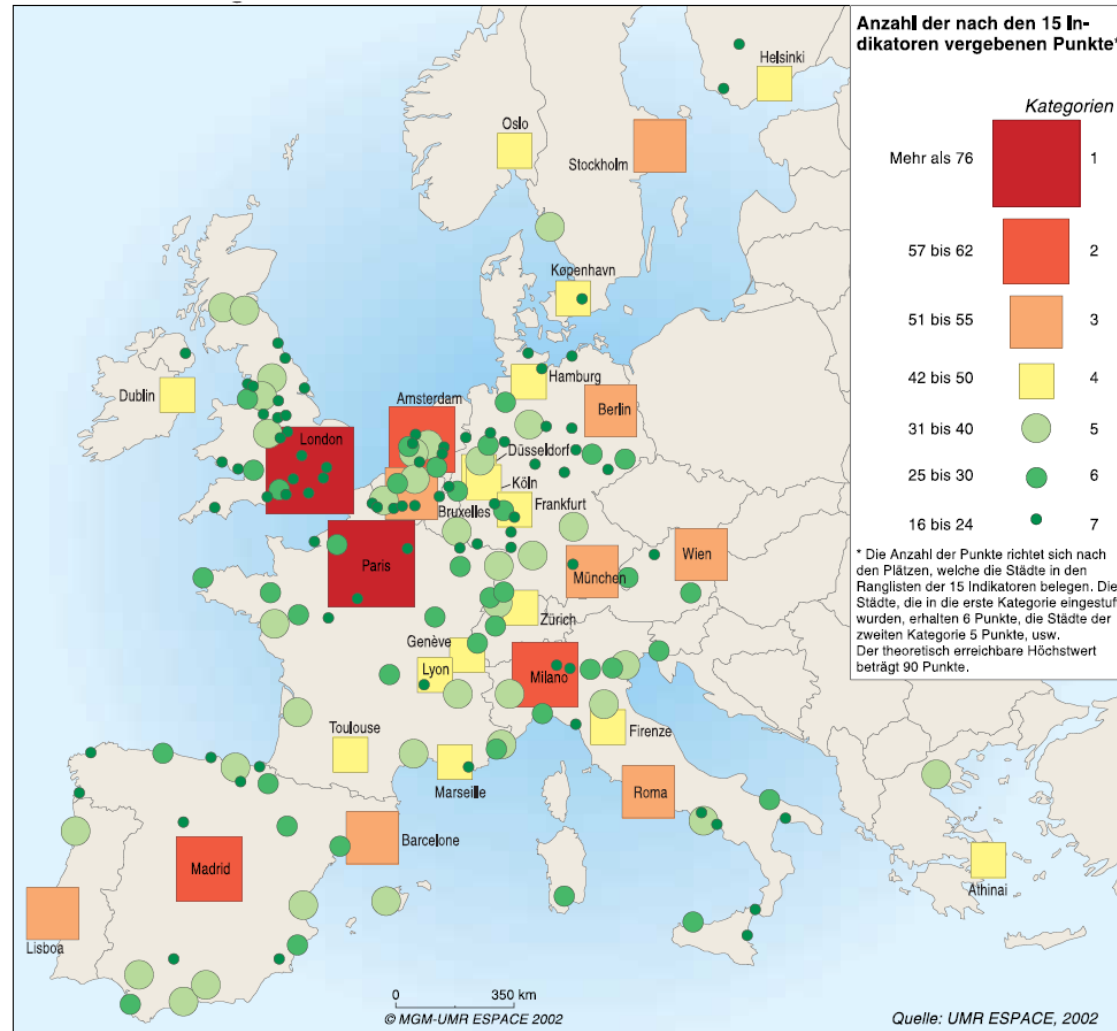 Anzahl der nach den 15 In-
dikatoren vergebenen Punkte*
Kategorien
Mehr als 76 1
57 bis 62 2
51 bis 55 3
42 bis 50 4
31 bis 40 5
25 bis 30 6
16 bis 24 7
* Die Anzahl der Punkte richtet sich nach
den Plätzen, welche die Städte in den
Ranglisten der 15 Indikatoren belegen. Die
Städte, die in die erste Kategorie eingestuf
wurden, erhalten 6 Punkte, die Städte der
zweiten Kategorie 5 Punkte, usw.
Der theoretisch erreichbare Höchstwert
beträgt 90 Punkte.
Helsinki
Oslo
Stockholm
København
Dublin
Hamburg
Amsterdam
Berlin
London
Düsseldorf
Köln
Bruxelles
Frankfurt
Paris
München
Wien
Zürich
Genève
Lyon
Milano
Toulouse
Firenze
Marseille
Roma
Barcelone
Madrid
Athinai
Lisboa
0 350 km
© MGM-UMR ESPACE 2002
Quelle: UMR ESPACE, 2002